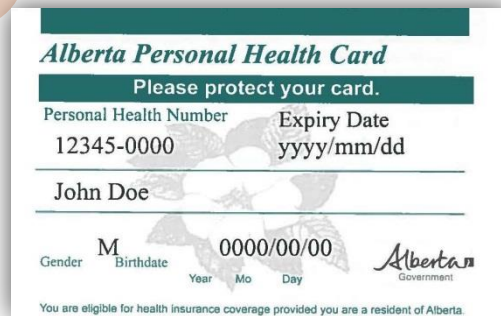 Alberta Personal Health Card
Please protect your card.
Personal Health Number Expiry Date
12345-0000 yyyy/mm/dd
John Doe
Gender M Birthdate 0000/00/00
Year Mo Day
Alberta
Government
You are eligible for health insurance coverage provided you are a resident of Alberta.